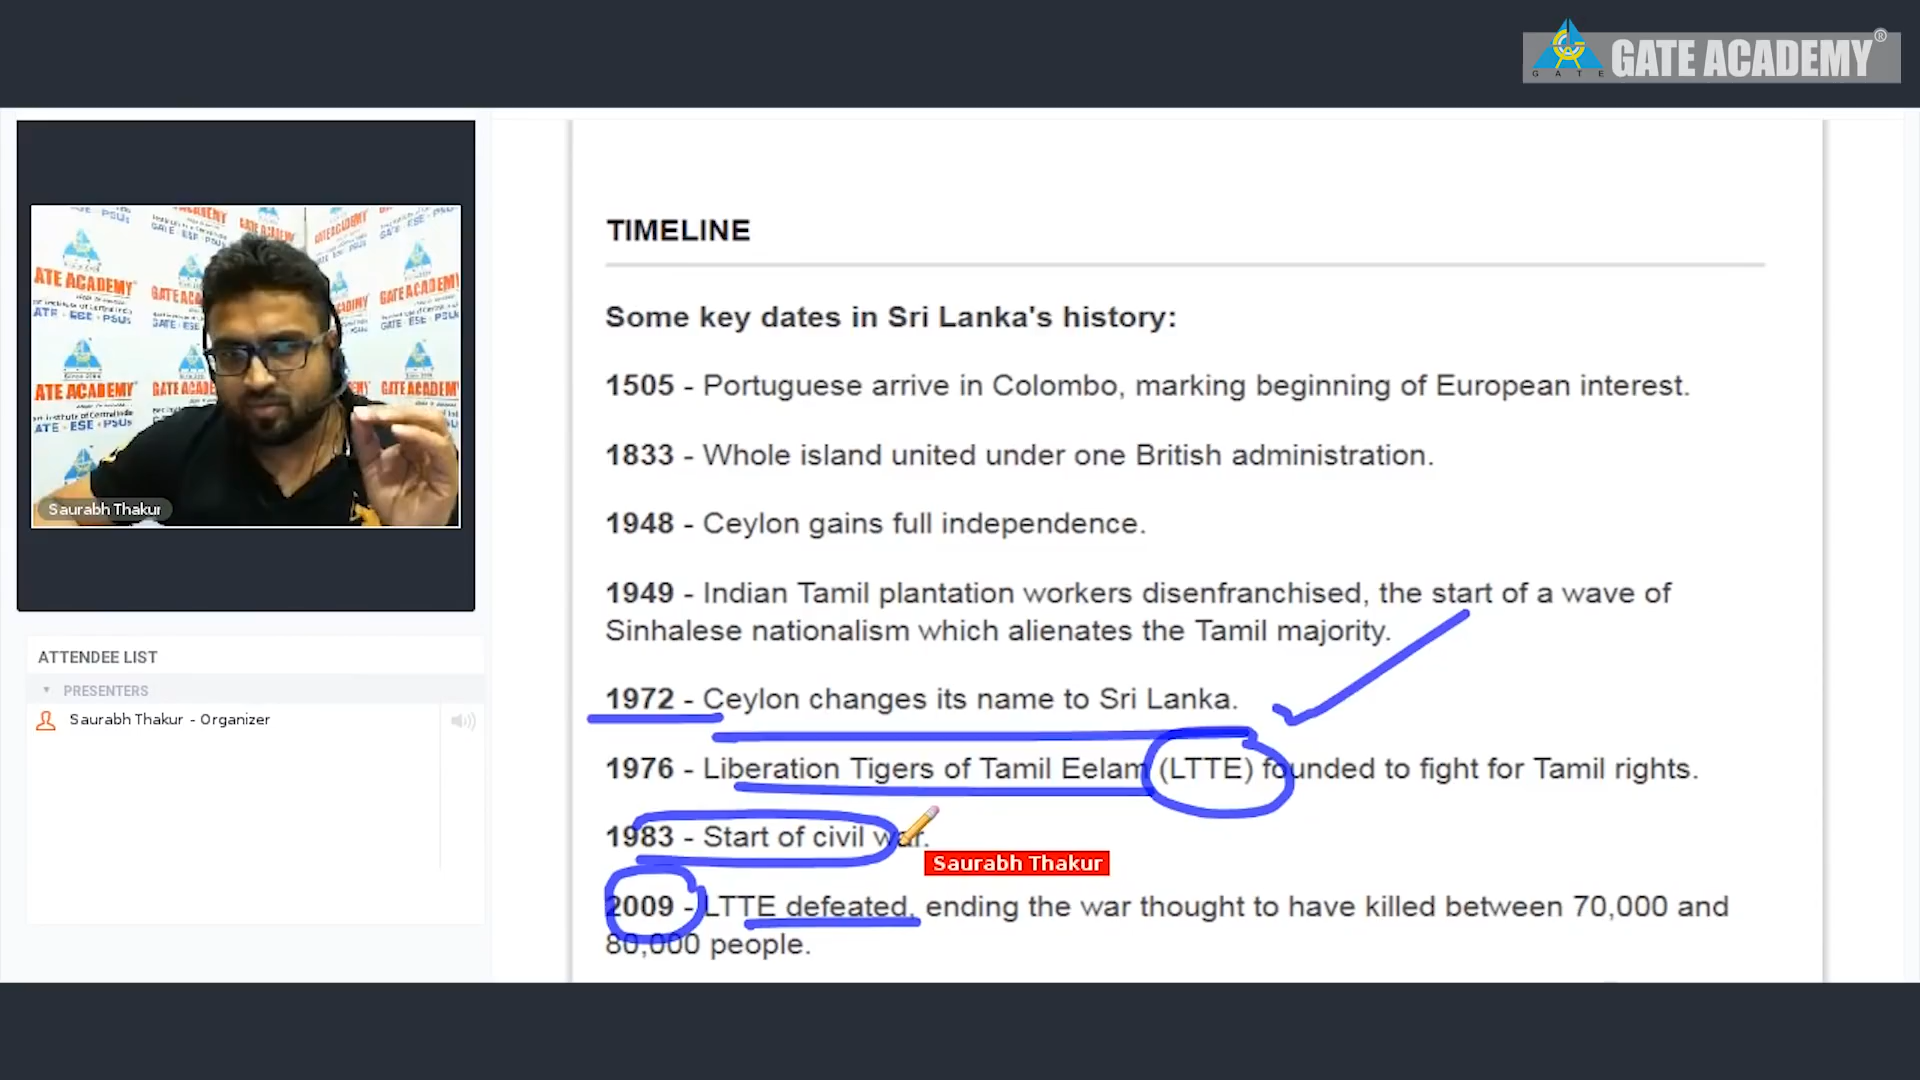 GATE ACADEMY®
GATE
TIMELINE
Some key dates in Sri Lanka's history:
1505 - Portuguese arrive in Colombo, marking beginning of European interest.
1833 - Whole island united under one British administration.
1948 - Ceylon gains full independence.
1949 - Indian Tamil plantation workers disenfranchised, the start of a wave of
Sinhalese nationalism which alienates the Tamil majority.
1972 - Ceylon changes its name to Sri Lanka.
1976 - Liberation Tigers of Tamil Eelam (LTTE) founded to fight for Tamil rights.
1983 - Start of civil war.
Saurabh Thakur
2009 - LTTE defeated, ending the war thought to have killed between 70,000 and
80,000 people.
GATE ACADEMY
GATE ACADEMY
Saurabh Thakur
ATTENDEE LIST
PRESENTERS
Saurabh Thakur - Organizer